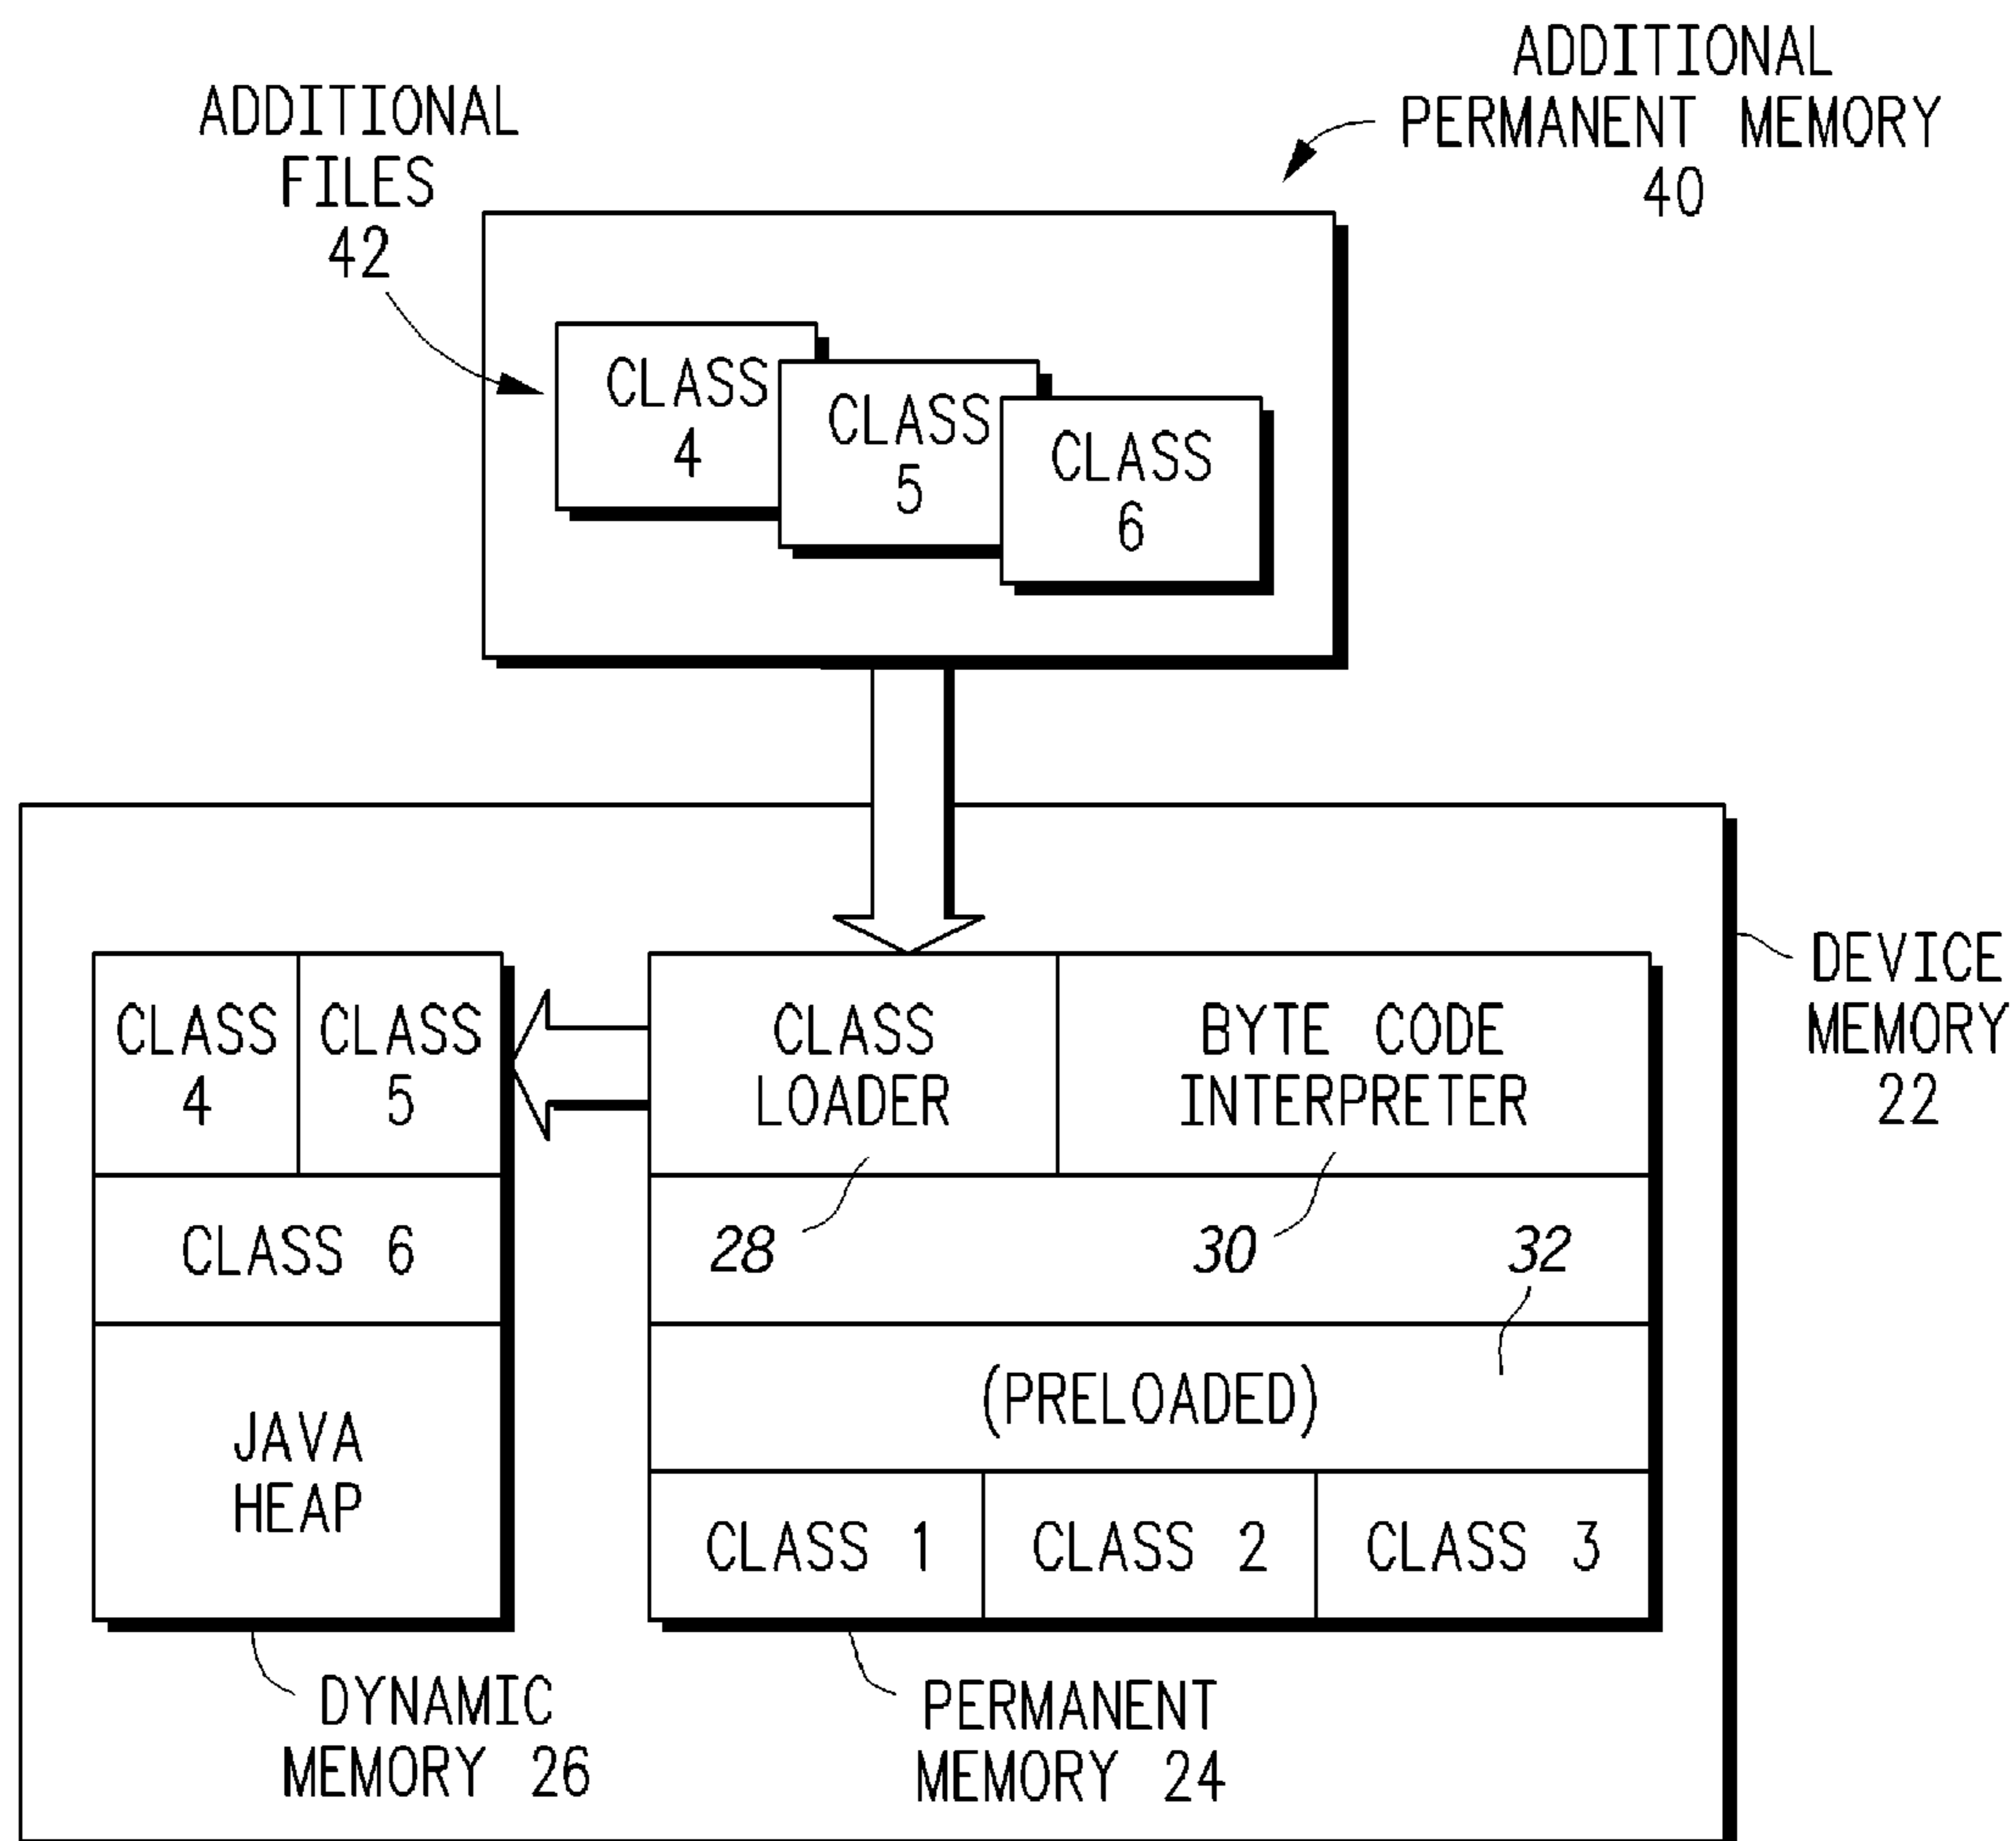 ADDITIONAL
PERMANENT MEMORY
40
ADDITIONAL
FILES
42
CLASS
4
CLASS
5
CLASS
6
DEVICE
MEMORY
22
CLASS
4
CLASS
5
CLASS 6
JAVA
HEAP
CLASS
LOADER
BYTE CODE
INTERPRETER
28
30
32
(PRELOADED)
CLASS 1
CLASS 2
CLASS 3
DYNAMIC
MEMORY 26
PERMANENT
MEMORY 24